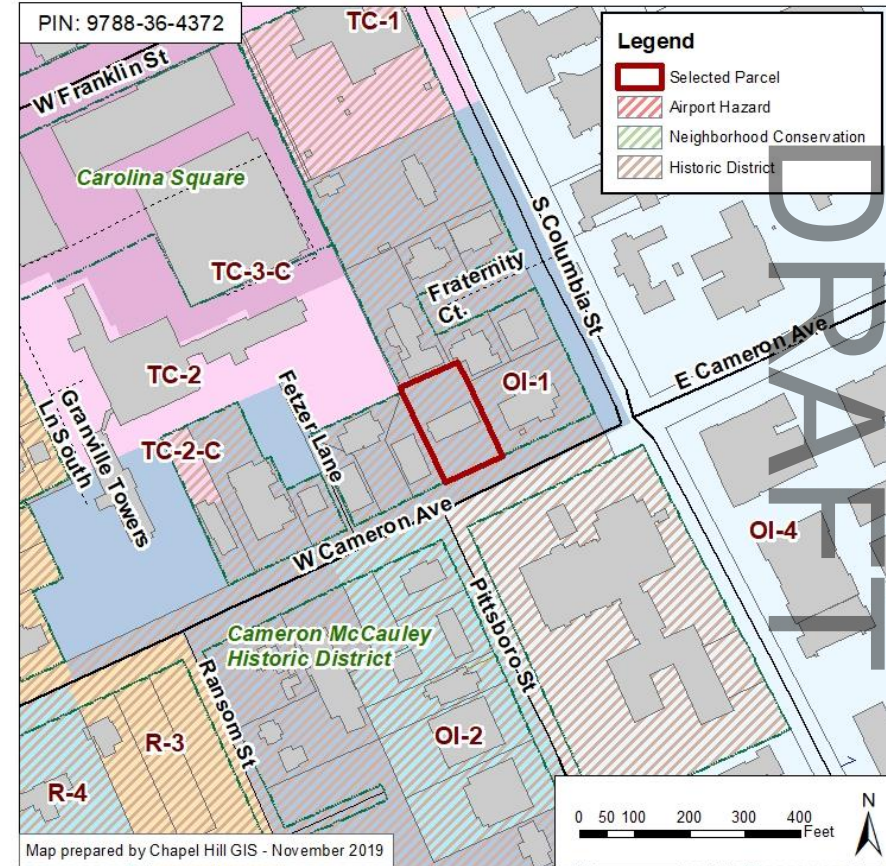 PIN: 9788-36-4372
TC-1
W Franklin St
Legend
Selected Parcel
Airport Hazard
Neighborhood Conservation
Historic District
DRAFT
Carolina Square
TC-3-C
S Columbia St
Fraternity
Ct.
E Cameron Ave
TC-2
OI-1
Fetzer Lane
Granville Towers
Ln South
TC-2-C
W Cameron Ave
OI-4
Pittsboro St
Cameron McCauley
Historic District
Ransom St
R-3
OI-2
R-4
N
0 50 100 200 300 400
Feet
Map prepared by Chapel Hill GIS - November 2019